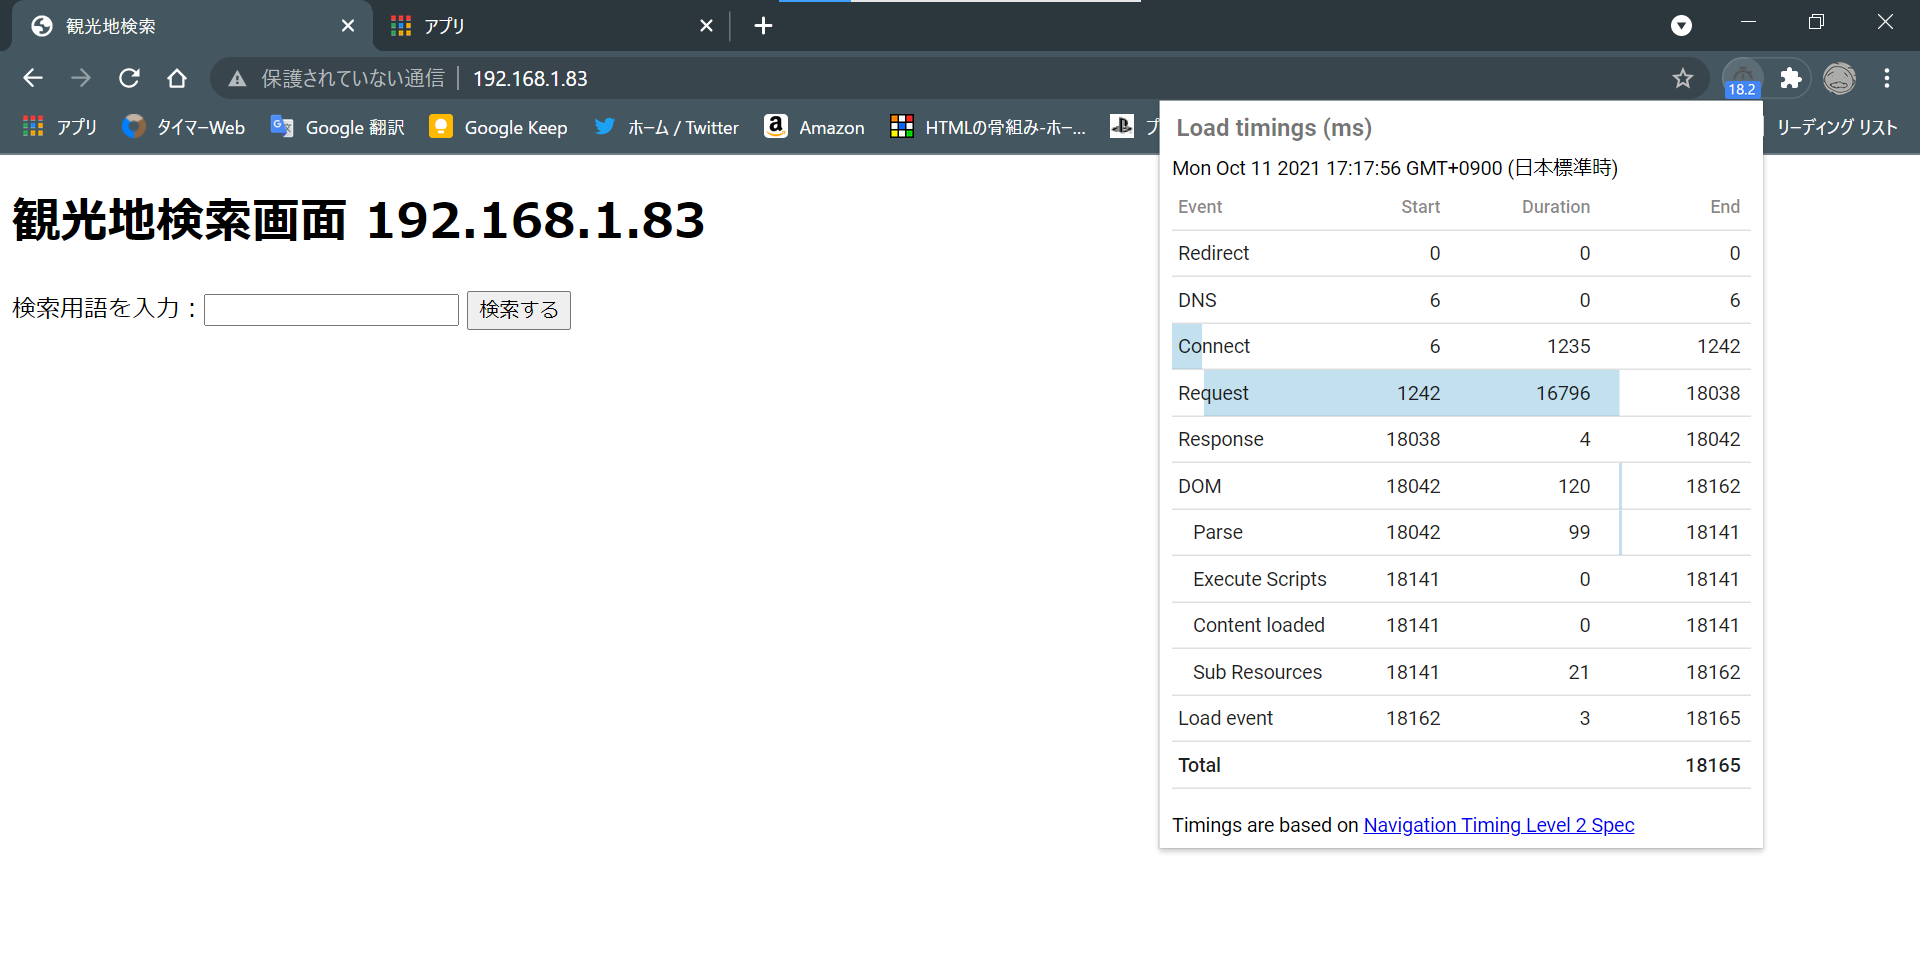 観光地検索
アプリ
保護されていない通信 192.168.1.83
18.2
アプリ タイマーWeb Google 翻訳 Google Keep ホーム / Twitter a Amazon HTMLの骨組み-ホー... プ リーディング リスト
観光地検索画面 192.168.1.83
検索用語を入力： 検索する
Load timings (ms)
Mon Oct 11 2021 17:17:56 GMT+0900 (日本標準時)
Event Start Duration End
Redirect 0 0 0
DNS 6 0 6
Connect 6 1235 1242
Request 1242 16796 18038
Response 18038 4 18042
DOM 18042 120 18162
Parse 18042 99 18141
Execute Scripts 18141 0 18141
Content loaded 18141 0 18141
Sub Resources 18141 21 18162
Load event 18162 3 18165
Total 18165
Timings are based on Navigation Timing Level 2 Spec